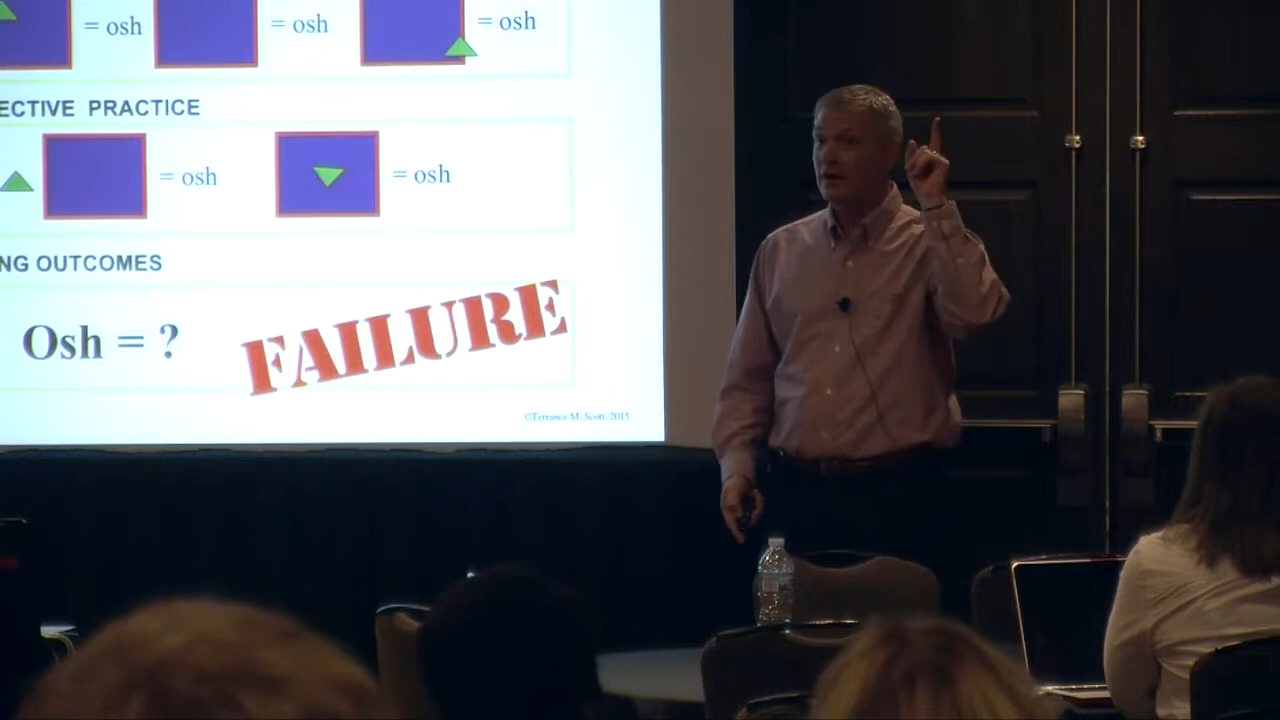 = osh = osh = osh
ECTIVE PRACTICE
= osh = osh
NG OUTCOMES
Osh = ? FAILURE
©Terrance M. Scott, 2015